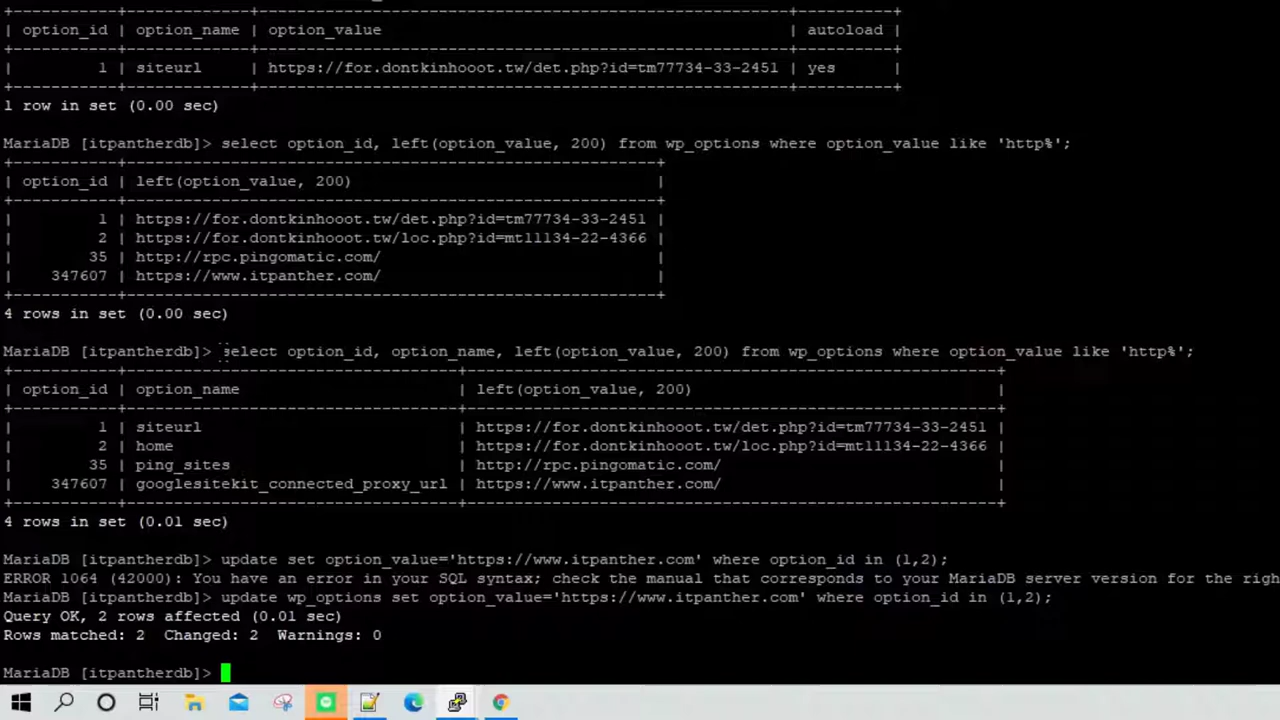 +-----------+-------------+--------------------------------------------------------+----------+
| option_id | option_name | option_value                                           | autoload |
+-----------+-------------+--------------------------------------------------------+----------+
|         1 | siteurl     | https://for.dontkinhooot.tw/det.php?id=tm77734-33-2451 | yes      |
+-----------+-------------+--------------------------------------------------------+----------+
1 row in set (0.00 sec)
MariaDB [itpantherdb]> select option_id, left(option_value, 200) from wp_options where option_value like 'http%';
+-----------+--------------------------------------------------------+
| option_id | left(option_value, 200)                                |
+-----------+--------------------------------------------------------+
|         1 | https://for.dontkinhooot.tw/det.php?id=tm77734-33-2451 |
|         2 | https://for.dontkinhooot.tw/loc.php?id=mt11134-22-4366 |
|        35 | http://rpc.pingomatic.com/                             |
|    347607 | https://www.itpanther.com/                             |
+-----------+--------------------------------------------------------+
4 rows in set (0.00 sec)
MariaDB [itpantherdb]> select option_id, option_name, left(option_value, 200) from wp_options where option_value like 'http%';
+-----------+-----------------------------------+--------------------------------------------------------+
| option_id | option_name                       | left(option_value, 200)                                |
+-----------+-----------------------------------+--------------------------------------------------------+
|         1 | siteurl                           | https://for.dontkinhooot.tw/det.php?id=tm77734-33-2451 |
|         2 | home                              | https://for.dontkinhooot.tw/loc.php?id=mt11134-22-4366 |
|        35 | ping_sites                        | http://rpc.pingomatic.com/                             |
|    347607 | googlesitekit_connected_proxy_url | https://www.itpanther.com/                             |
+-----------+-----------------------------------+--------------------------------------------------------+
4 rows in set (0.01 sec)
MariaDB [itpantherdb]> update set option_value='https://www.itpanther.com' where option_id in (1,2);
ERROR 1064 (42000): You have an error in your SQL syntax; check the manual that corresponds to your MariaDB server version for the righ
MariaDB [itpantherdb]> update wp_options set option_value='https://www.itpanther.com' where option_id in (1,2);
Query OK, 2 rows affected (0.01 sec)
Rows matched: 2  Changed: 2  Warnings: 0
MariaDB [itpantherdb]>